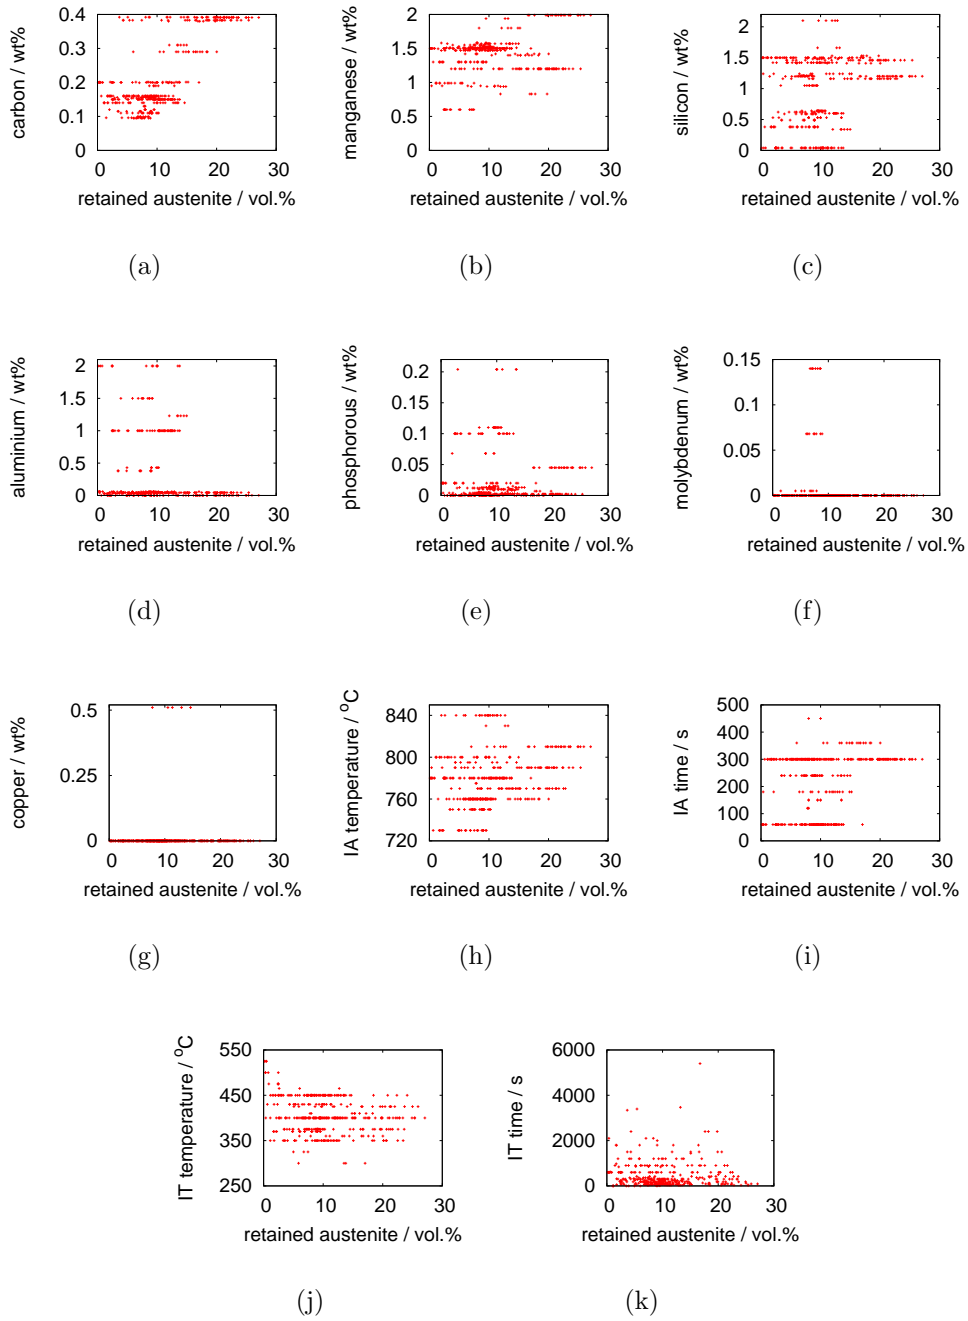 carbon / wt%
0.4
0.3
0.2
0.1
0
0 10 20 30
retained austenite / vol.%
(a)
manganese / wt%
2
1.5
1
0.5
0
0 10 20 30
retained austenite / vol.%
(b)
silicon / wt%
2
1.5
1
0.5
0
0 10 20 30
retained austenite / vol.%
(c)
aluminium / wt%
2
1.5
1
0.5
0
0 10 20 30
retained austenite / vol.%
(d)
phosphorous / wt%
0.2
0.15
0.1
0.05
0
0 10 20 30
retained austenite / vol.%
(e)
molybdenum / wt%
0.15
0.1
0.05
0
0 10 20 30
retained austenite / vol.%
(f)
copper / wt%
0.5
0.25
0
0 10 20 30
retained austenite / vol.%
(g)
IA temperature / °C
840
800
760
720
0 10 20 30
retained austenite / vol.%
(h)
IA time / s
500
400
300
200
100
0
0 10 20 30
retained austenite / vol.%
(i)
IT temperature / °C
550
450
350
250
0 10 20 30
retained austenite / vol.%
(j)
IT time / s
6000
4000
2000
0
0 10 20 30
retained austenite / vol.%
(k)